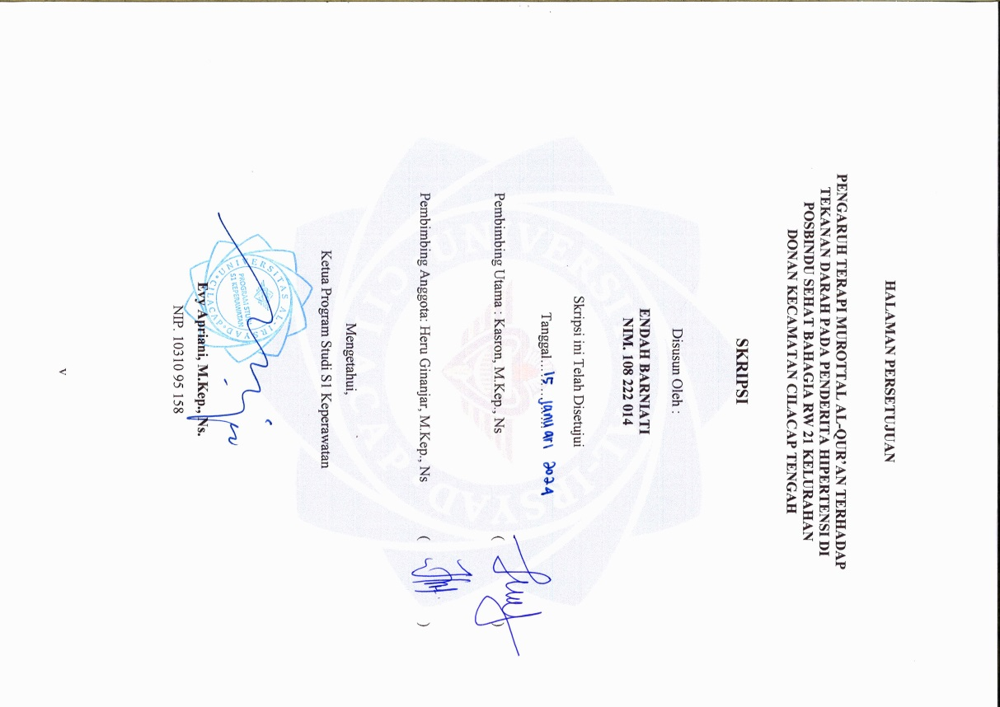 HALAMAN PERSETUJUAN
PENGARUH TERAPI MUROTTAL AL-QUR'AN TERHADAP
TEKANAN DARAH PADA PENDERITA HIPERTENSI DI
POSBINDU SEHAT BAHAGIA RW 21 KELURAHAN
DONAN KECAMATAN CILACAP TENGAH
SKRIPSI
Disusun Oleh :
ENDAH BARNIATI
NIM. 108 222 014
Skripsi ini Telah Disetujui
Tanggal....15...Januari 2024
Pembimbing Utama : Kasron, M.Kep., Ns ( )
Pembimbing Anggota: Heru Ginanjar, M.Kep., Ns ( )
Mengetahui,
Ketua Program Studi S1 Keperawatan
UNIVERSITAS AL-IRSYAD CILACAP
PROGRAM STUDI
S1 KEPERAWATAN
Evy Apriani, M.Kep., Ns.
NIP. 10310 95 158
v